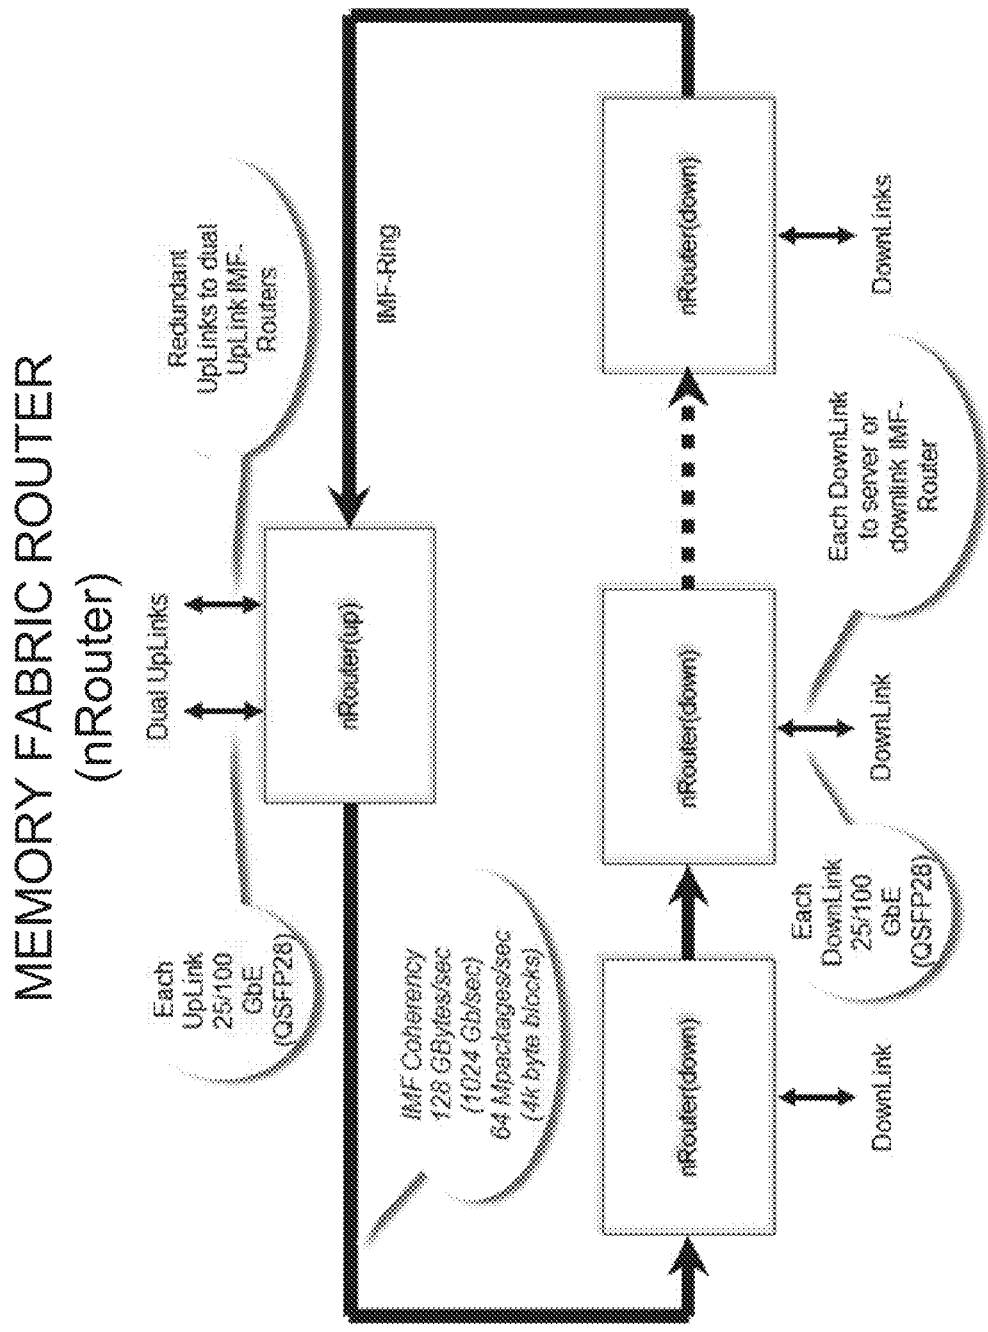 MEMORY FABRIC ROUTER
(nRouter)
Each
UpLink
25/100
GbE
(QSFP28)
Dual UpLinks
Redundant
UpLinks to dual
UpLink IMF-
Routers
nRouter(up)
IMF-Ring
IMF Coherency
128 GBytes/sec
(1024 Gb/sec)
64 Mpackages/sec
(4k byte blocks)
nRouter(down)
nRouter(down)
nRouter(down)
DownLink
Each
DownLink
25/100
GbE
(QSFP28)
DownLink
Each DownLink
to server or
downlink IMF-
Router
DownLinks